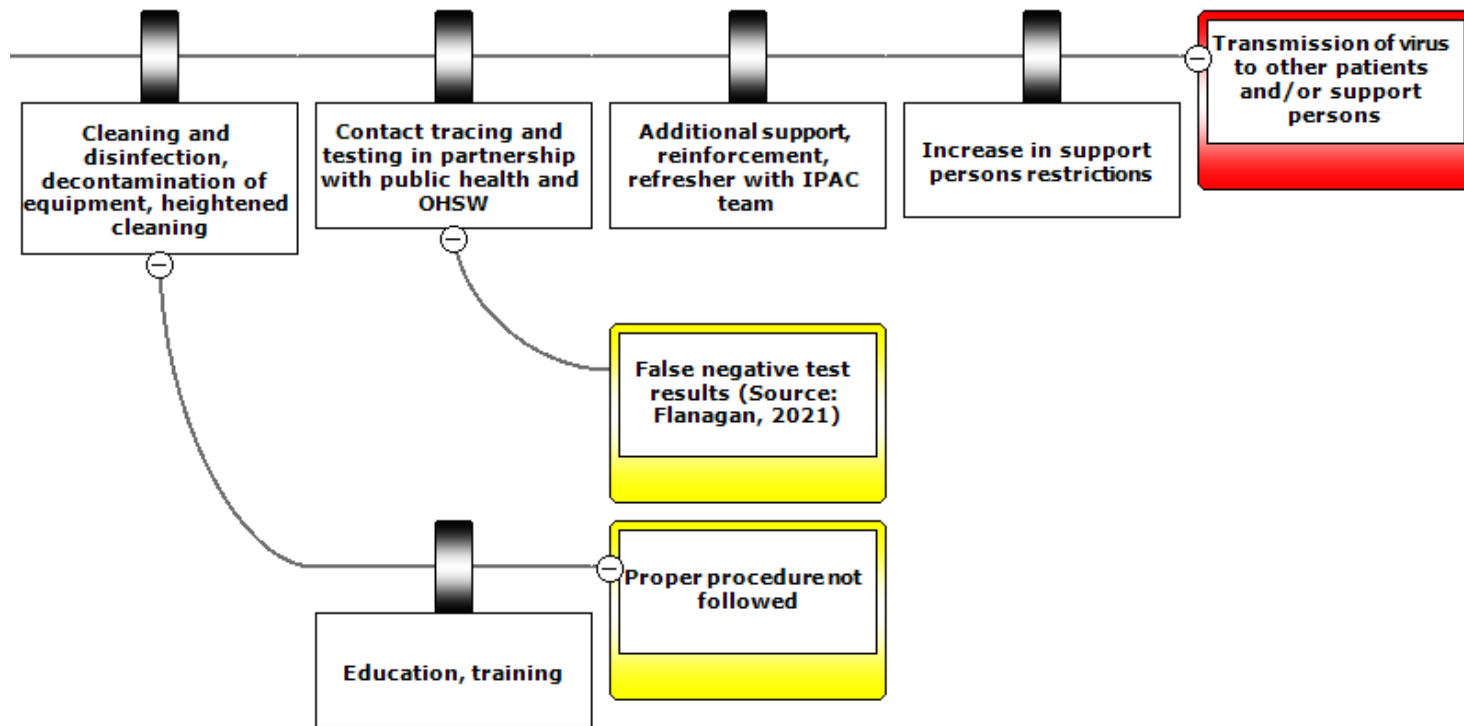 Cleaning and
disinfection,
decontamination of
equipment, heightened
cleaning
Contact tracing and
testing in partnership
with public health and
OHSW
Additional support,
reinforcement,
refresher with IPAC
team
Increase in support
persons restrictions
Transmission of virus
to other patients
and/or support
persons
False negative test
results (Source:
Flanagan, 2021)
Proper procedure not
followed
Education, training